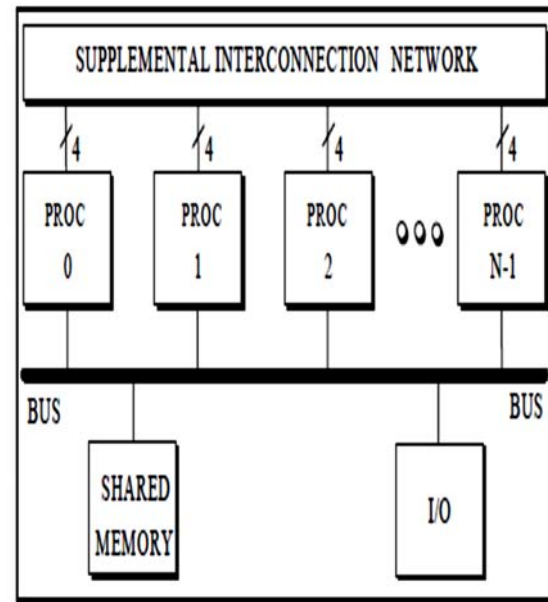 SUPPLEMENTAL INTERCONNECTION NETWORK
4 4 4 4
PROC PROC PROC PROC
0 1 2 N-1
BUS BUS
SHARED
MEMORY
I/O